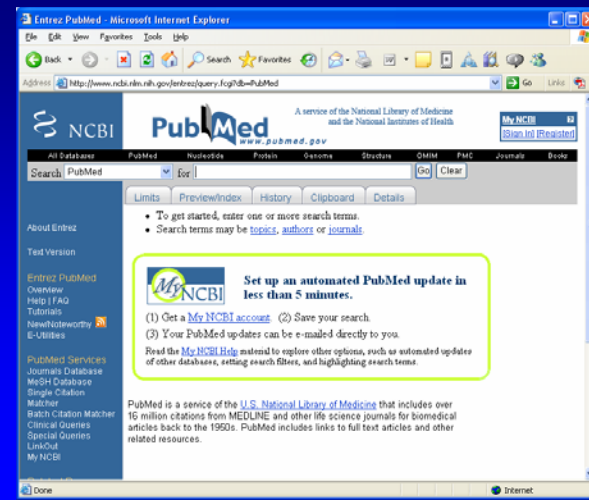 Entrez PubMed - Microsoft Internet Explorer
File Edit View Favorites Tools Help
Back Search Favorites
Address http://www.ncbi.nlm.nih.gov/entrez/query.fcgi?db=PubMed Go Links
NCBI
PubMed
www.pubmed.gov
A service of the National Library of Medicine
and the National Institutes of Health
My NCBI
[Sign In] [Register]
All Databases PubMed Nucleotide Protein Genome Structure OMIM PMC Journals Books
Search PubMed for Go Clear
Limits Preview/Index History Clipboard Details
• To get started, enter one or more search terms.
• Search terms may be topics, authors or journals.
About Entrez
Text Version
Entrez PubMed
Overview
Help | FAQ
Tutorials
New/Noteworthy
E-Utilities
PubMed Services
Journals Database
MeSH Database
Single Citation
Matcher
Batch Citation Matcher
Clinical Queries
Special Queries
LinkOut
My NCBI
My NCBI
Set up an automated PubMed update in
less than 5 minutes.
(1) Get a My NCBI account. (2) Save your search.
(3) Your PubMed updates can be e-mailed directly to you.
Read the My NCBI Help material to explore other options, such as automated updates
of other databases, setting search filters, and highlighting search terms.
PubMed is a service of the U.S. National Library of Medicine that includes over
16 million citations from MEDLINE and other life science journals for biomedical
articles back to the 1950s. PubMed includes links to full text articles and other
related resources.
Done Internet